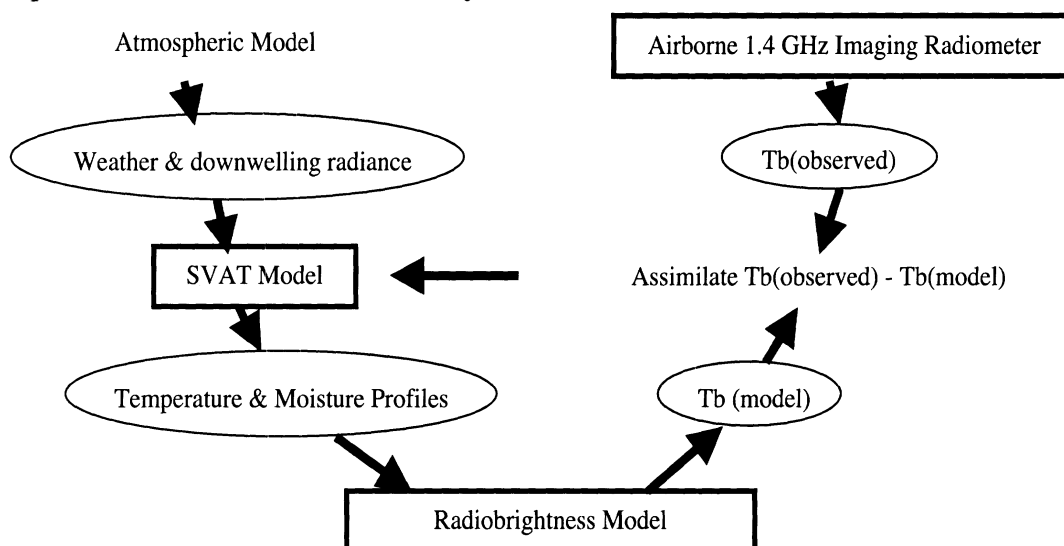 Atmospheric Model
Airborne 1.4 GHz Imaging Radiometer
Weather & downwelling radiance
Tb(observed)
SVAT Model
Assimilate Tb(observed) - Tb(model)
Temperature & Moisture Profiles
Tb (model)
Radiobrightness Model